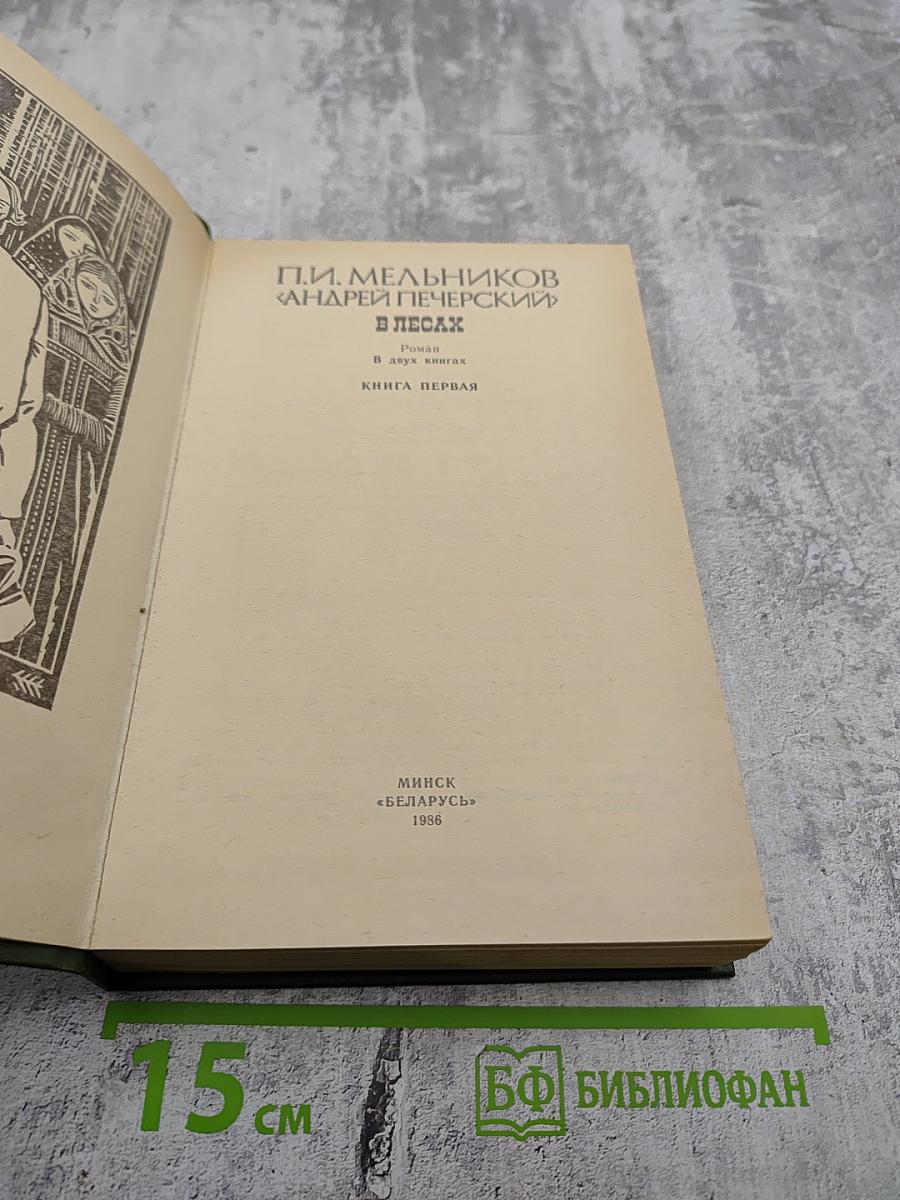 П.И. МЕЛЬНИКОВ
«АНДРЕЙ ПЕЧЕРСКИЙ»
В ЛЕСАХ
Роман
В двух книгах
КНИГА ПЕРВАЯ
МИНСК
«БЕЛАРУСЬ»
1986
15 см
БФ БИБЛИОФАН